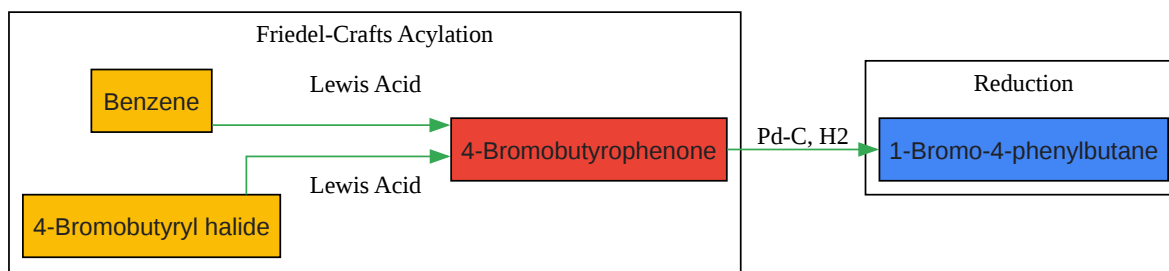 Friedel-Crafts Acylation
Benzene
Lewis Acid
4-Bromobutyryl halide
Lewis Acid
4-Bromobutyrophenone
Pd-C, H2
Reduction
1-Bromo-4-phenylbutane